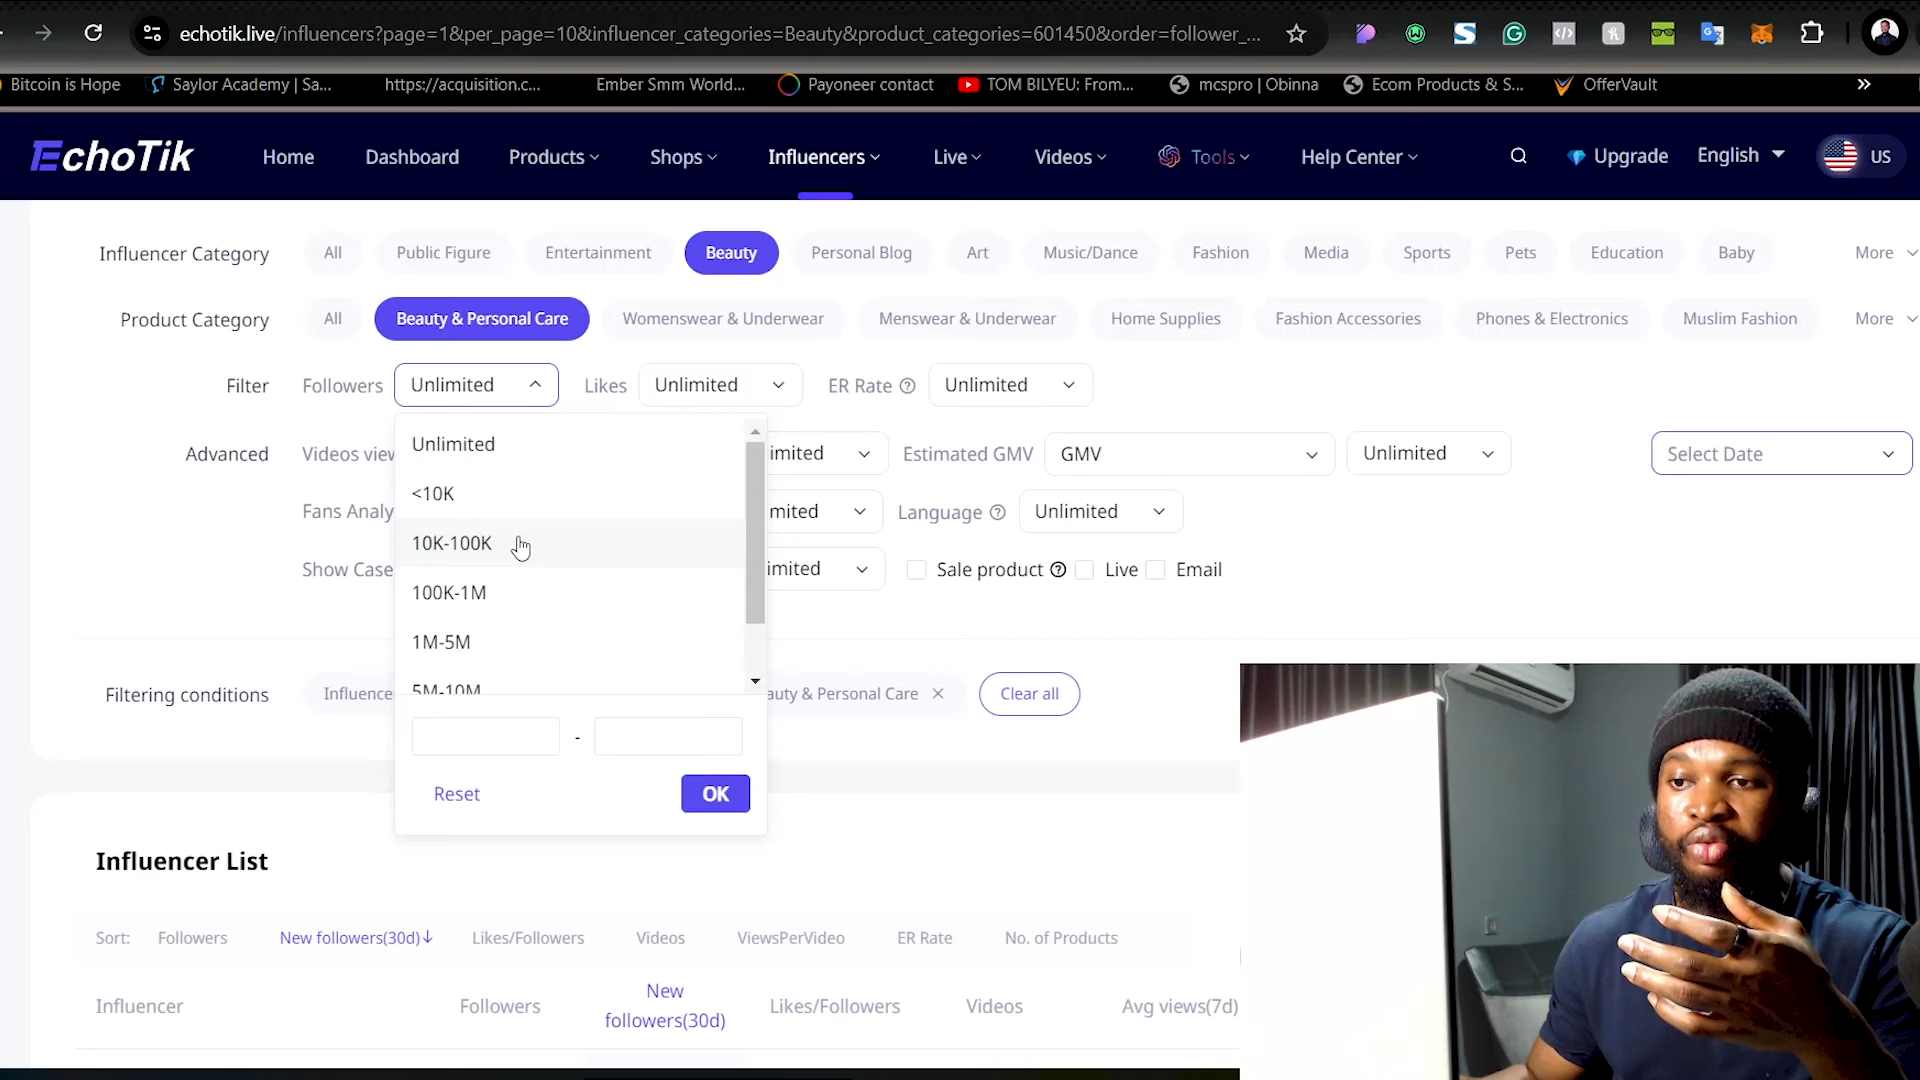 echotik.live/influencers?page=1&per_page=10&influencer_categories=Beauty&product_categories=601450&order=follower_...
Bitcoin is Hope Saylor Academy | Sa... https://acquisition.c... Ember Smm World... Payoneer contact TOM BILYEU: From... mcspro | Obinna Ecom Products & S... OfferVault »
EchoTik Home Dashboard Products Shops Influencers Live Videos Tools Help Center Upgrade English US
Influencer Category All Public Figure Entertainment Beauty Personal Blog Art Music/Dance Fashion Media Sports Pets Education Baby More
Product Category All Beauty & Personal Care Womenswear & Underwear Menswear & Underwear Home Supplies Fashion Accessories Phones & Electronics Muslim Fashion More
Filter Followers Unlimited Likes Unlimited ER Rate Unlimited
Unlimited
Advanced Videos view imited Estimated GMV GMV Unlimited Select Date
<10K
Fans Analy mited Language Unlimited
10K-100K
Show Case imited Sale product Live Email
100K-1M
1M-5M
5M-10M
Filtering conditions Influence auty & Personal Care × Clear all
-
Reset OK
Influencer List
Sort: Followers New followers(30d) Likes/Followers Videos ViewsPerVideo ER Rate No. of Products
Influencer Followers New followers(30d) Likes/Followers Videos Avg views(7d)